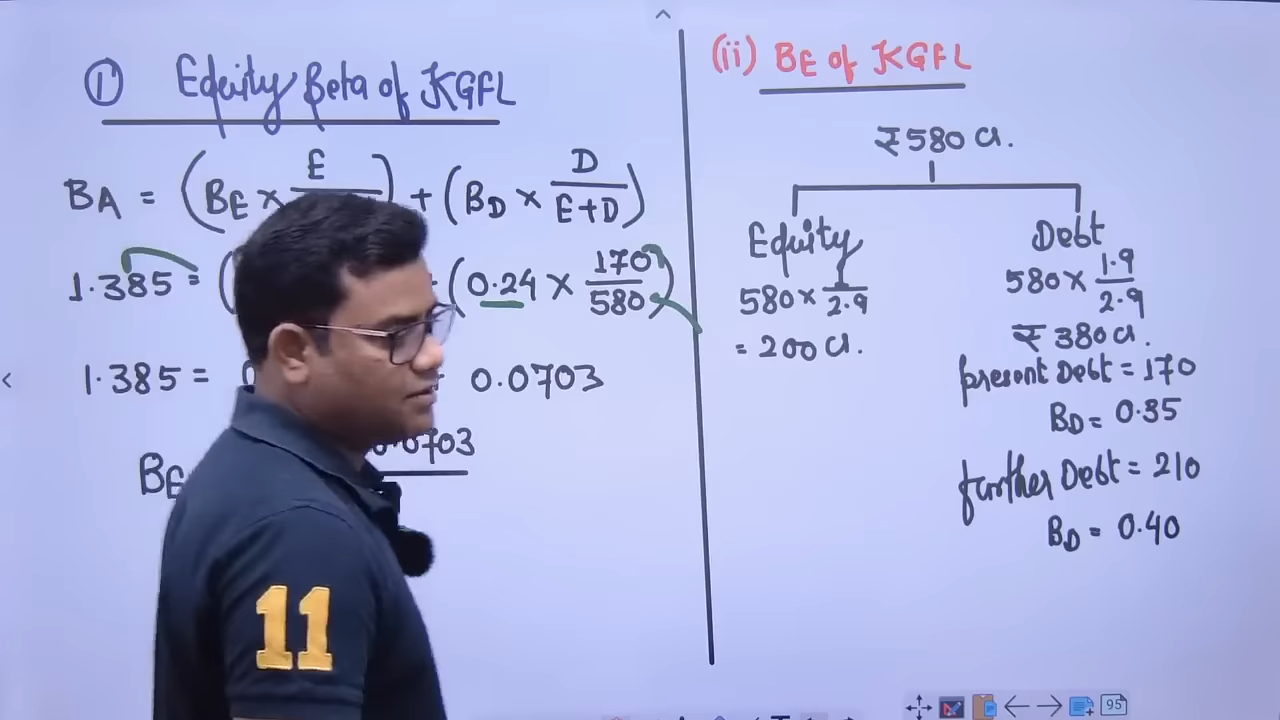 ① Equity Beta of JKGFL
BA = (BE × E ) + (BD × D/E+D)
1.385 = ( (0.24 × 170/580)
1.385 = 0.0703
0.0703
BE
(ii) BE of JKGFL
₹580 Cr.
Equity
580 × 1/2.9
= 200 Cr.
Debt
580 × 1.9/2.9
₹ 380 Cr.
present Debt = 170
BD = 0.35
further Debt = 210
BD = 0.40
11
95